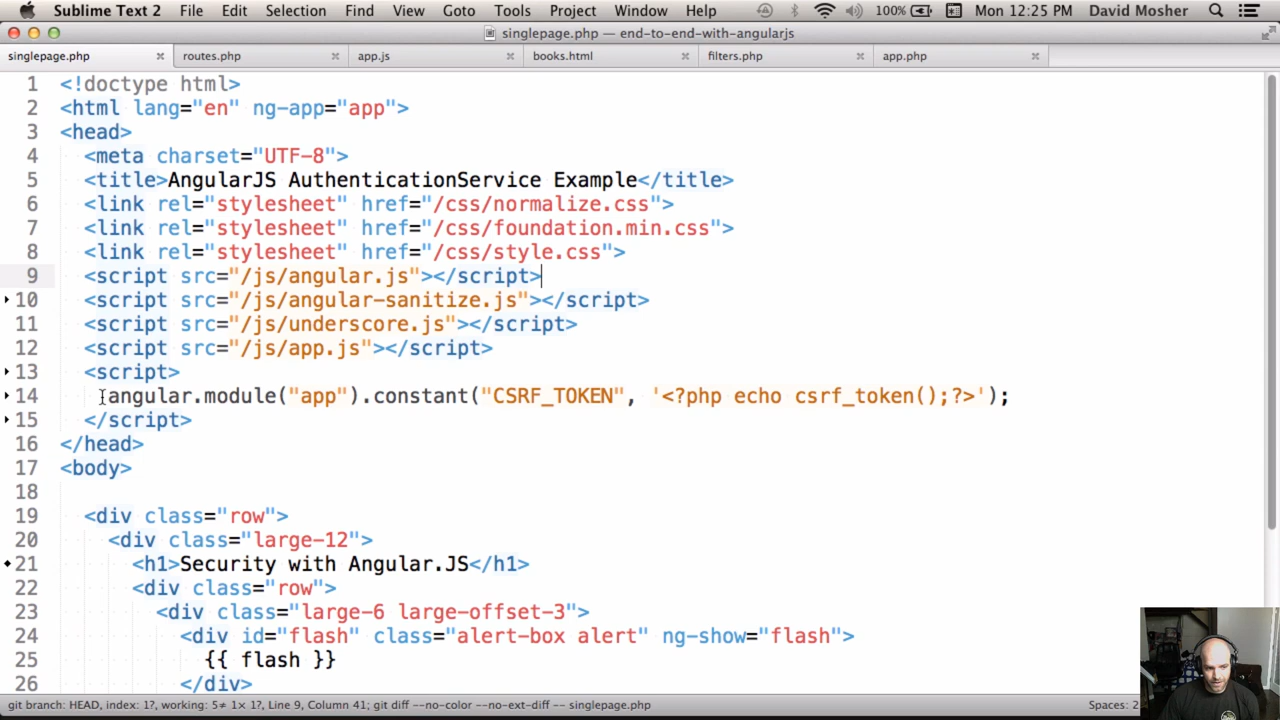 Sublime Text 2 File Edit Selection Find View Goto Tools Project Window Help 100% Mon 12:25 PM David Mosher
singlepage.php — end-to-end-with-angularjs
singlepage.php × routes.php × app.js × books.html × filters.php × app.php ×
1 <!doctype html>
2 <html lang="en" ng-app="app">
3 <head>
4 <meta charset="UTF-8">
5 <title>AngularJS AuthenticationService Example</title>
6 <link rel="stylesheet" href="/css/normalize.css">
7 <link rel="stylesheet" href="/css/foundation.min.css">
8 <link rel="stylesheet" href="/css/style.css">
9 <script src="/js/angular.js"></script>
10 <script src="/js/angular-sanitize.js"></script>
11 <script src="/js/underscore.js"></script>
12 <script src="/js/app.js"></script>
13 <script>
14 angular.module("app").constant("CSRF_TOKEN", '<?php echo csrf_token();?>');
15 </script>
16 </head>
17 <body>
18
19 <div class="row">
20 <div class="large-12">
21 <h1>Security with Angular.JS</h1>
22 <div class="row">
23 <div class="large-6 large-offset-3">
24 <div id="flash" class="alert-box alert" ng-show="flash">
25 {{ flash }}
26 </div>
git branch: HEAD, index: 1?, working: 5≠ 1× 1?, Line 9, Column 41; git diff --no-color --no-ext-diff -- singlepage.php Spaces: 2